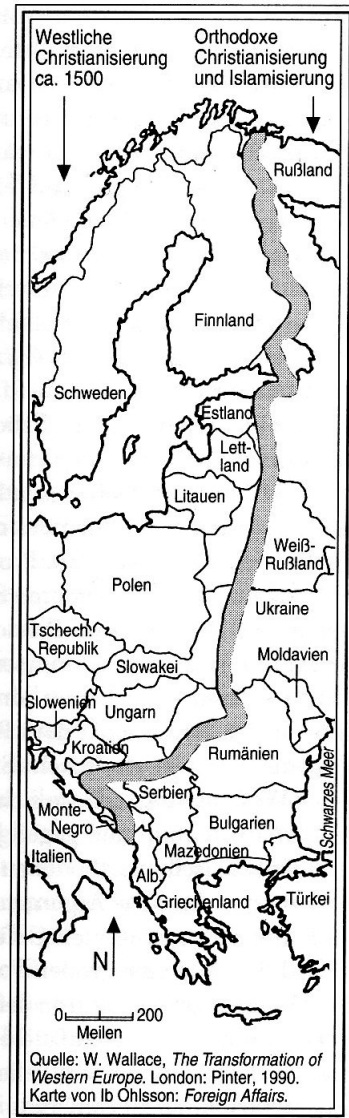 Westliche
Christianisierung
ca. 1500
Orthodoxe
Christianisierung
und Islamisierung
Rußland
Finnland
Schweden
Estland
Lett-
land
Litauen
Weiß-
Rußland
Polen
Ukraine
Tschech.
Republik
Slowakei
Moldavien
Slowenien
Ungarn
Kroatien
Rumänien
Serbien
Schwarzes Meer
Monte-
Negro
Bulgarien
Italien
Mazedonien
Alb.
Griechenland
Türkei
N
0 200
Meilen
Quelle: W. Wallace, The Transformation of
Western Europe. London: Pinter, 1990.
Karte von Ib Ohlsson: Foreign Affairs.